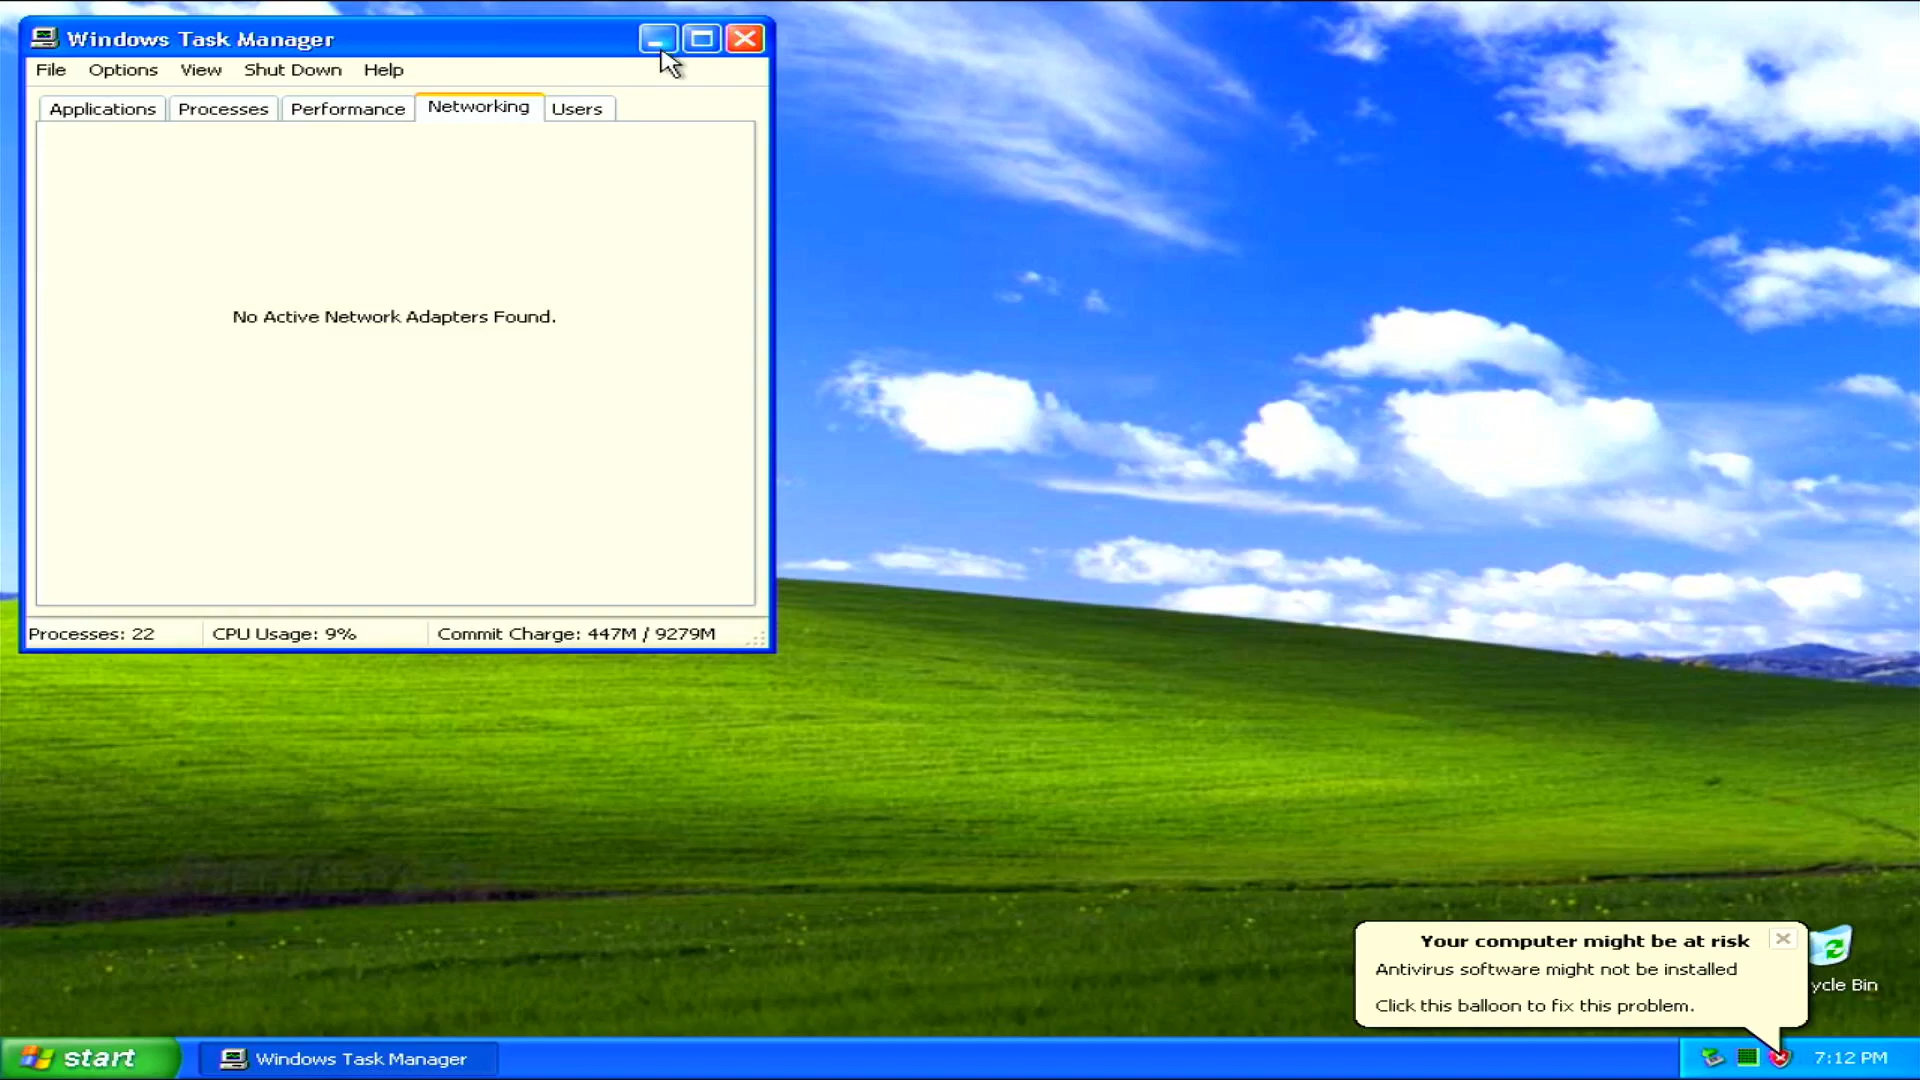 Windows Task Manager
File Options View Shut Down Help
Applications Processes Performance Networking Users
No Active Network Adapters Found.
Processes: 22 CPU Usage: 9% Commit Charge: 447M / 9279M
Your computer might be at risk
Antivirus software might not be installed
Click this balloon to fix this problem.
ycle Bin
start Windows Task Manager 7:12 PM